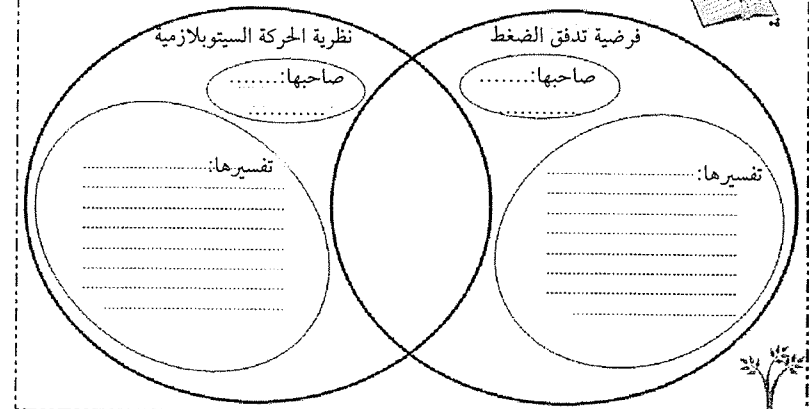 فرضية تدفق الضغط
صاحبها:.......
..........
تفسيرها:
نظرية الحركة السيتوبلازمية
صاحبها:.......
..........
تفسيرها: